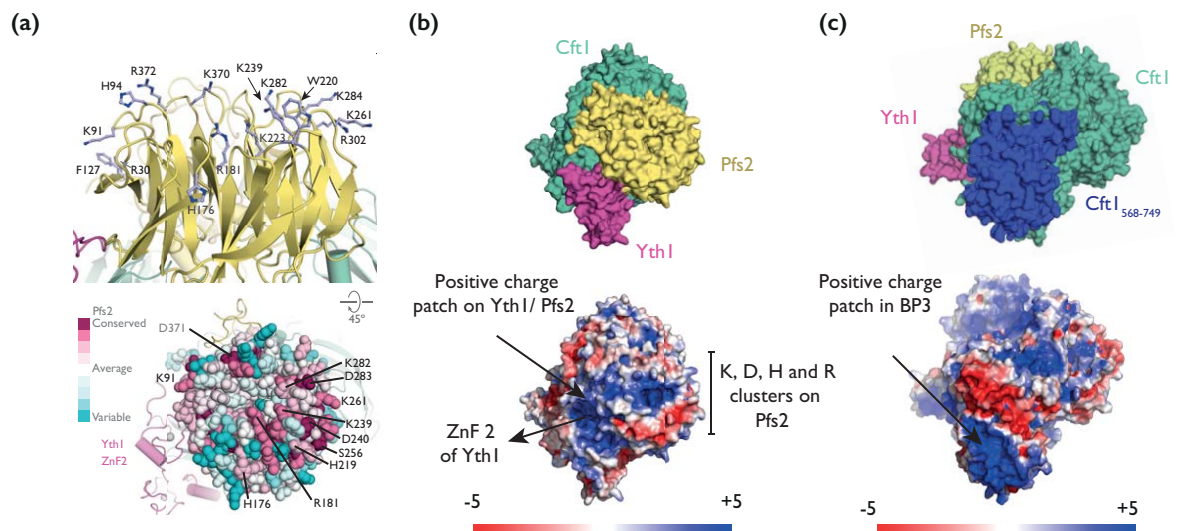 (a)
K239
R372
K370
K282
W220
H94
K284
K261
K91
K223
R302
F127
R30
R181
H176
Pfs2
Conserved
D371
45°
Average
K282
K91
D283
K261
Variable
K239
Yth1
D240
ZnF2
S256
H219
H176
R181
(b)
Cft1
Pfs2
Yth1
Positive charge
patch on Yth1/ Pfs2
K, D, H and R
clusters on
Pfs2
ZnF 2
of Yth1
-5
+5
(c)
Pfs2
Cft1
Yth1
Cft1568-749
Positive charge
patch in BP3
-5
+5